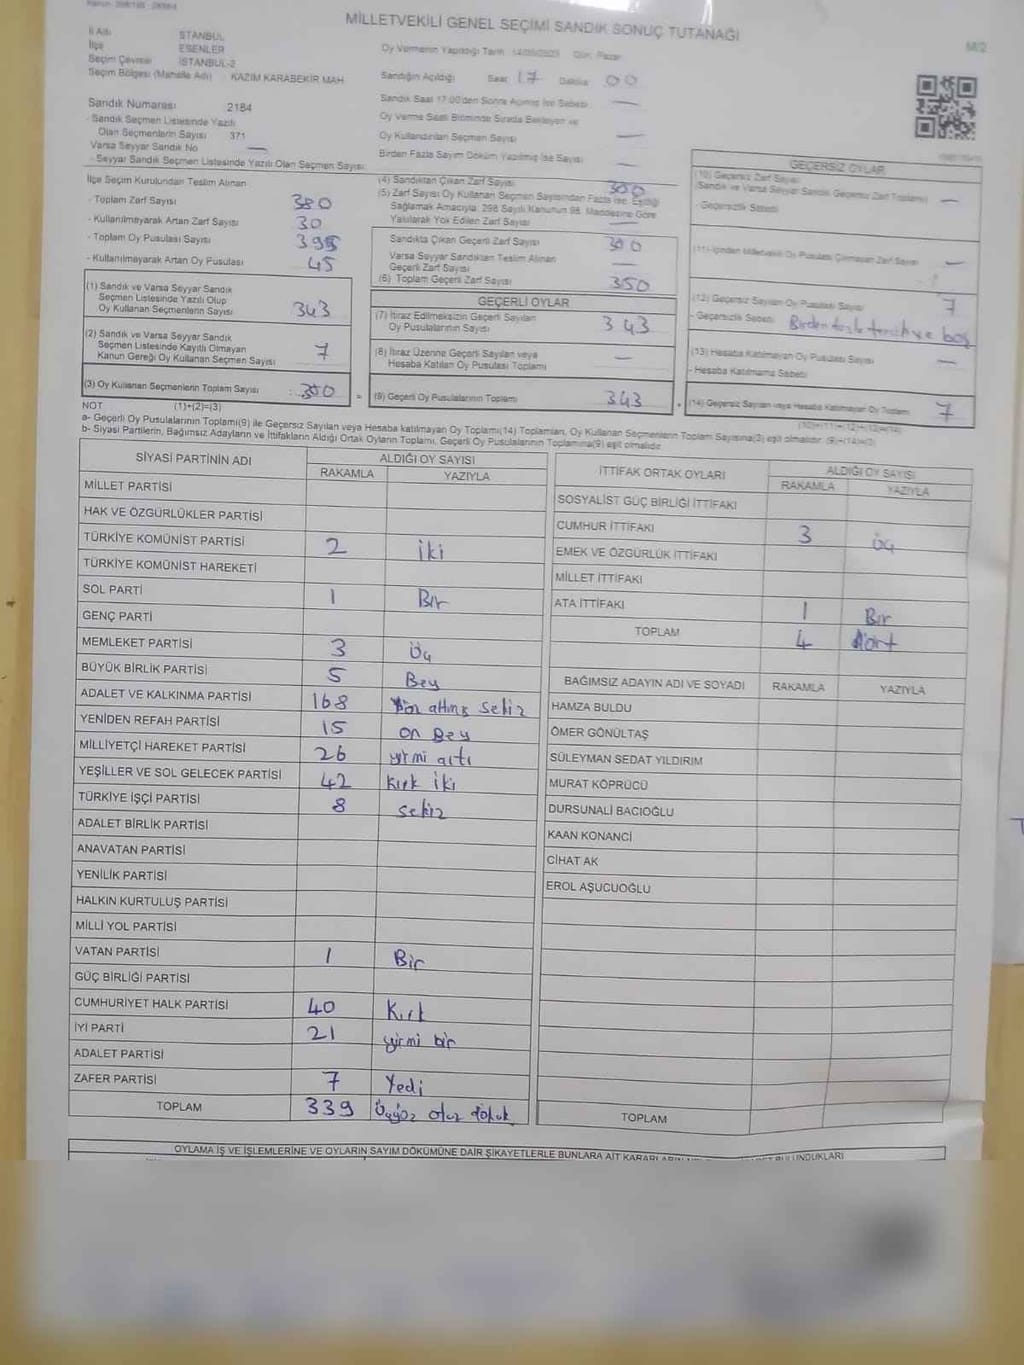 MİLLETVEKİLİ GENEL SEÇİMİ SANDIK SONUÇ TUTANAĞI
M/2
İl Adı İSTANBUL
İlçe ESENLER
Seçim Çevresi İSTANBUL-2
Seçim Bölgesi (Mahalle Adı) KAZIM KARABEKİR MAH.
Sandık Numarası 2184
- Sandık Seçmen Listesinde Yazılı
Olan Seçmenlerin Sayısı 371
Varsa Seyyar Sandık No —
- Seyyar Sandık Seçmen Listesinde Yazılı Olan Seçmen Sayısı
Oy Vermenin Yapıldığı Tarih 14/05/2023 Gün: Pazar
Sandığın Açıldığı Saat 17 Dakika 00
Sandık Saat 17:00'den Sonra Açılmış İse Sebebi —
Oy Verme Saati Bitiminde Sırada Bekleyen ve
Oy Kullandırılan Seçmen Sayısı —
Birden Fazla Sayım Döküm Yapılmış İse Sayısı —
İlçe Seçim Kurulundan Teslim Alınan
- Toplam Zarf Sayısı 380
- Kullanılmayarak Artan Zarf Sayısı 30
- Toplam Oy Pusulası Sayısı 395
- Kullanılmayarak Artan Oy Pusulası 45
(1) Sandık ve Varsa Seyyar Sandık
Seçmen Listesinde Yazılı Olup
Oy Kullanan Seçmenlerin Sayısı 343
(2) Sandık ve Varsa Seyyar Sandık
Seçmen Listesinde Kayıtlı Olmayan
Kanun Gereği Oy Kullanan Seçmen Sayısı 7
(3) Oy Kullanan Seçmenlerin Toplam Sayısı : 350
(4) Sandıktan Çıkan Zarf Sayısı
(5) Zarf Sayısı Oy Kullanan Seçmen Sayısından Fazla İse, Eşitliği
Sağlamak Amacıyla, 298 Sayılı Kanunun 98. Maddesine Göre
Yakılarak Yok Edilen Zarf Sayısı —
Sandıkta Çıkan Geçerli Zarf Sayısı
Varsa Seyyar Sandıktan Teslim Alınan
Geçerli Zarf Sayısı —
(6) Toplam Geçerli Zarf Sayısı 350
GEÇERLİ OYLAR
(7) İtiraz Edilmeksizin Geçerli Sayılan
Oy Pusulalarının Sayısı 343
(8) İtiraz Üzerine Geçerli Sayılan veya
Hesaba Katılan Oy Pusulası Toplamı —
(9) Geçerli Oy Pusulalarının Toplamı 343
GEÇERSİZ OYLAR
(10) Geçersiz Zarf Sayısı
(Sandık ve Varsa Seyyar Sandık Geçersiz Zarf Toplamı) —
- Geçersizlik Sebebi
(11) İçinden Milletvekili Oy Pusulası Çıkmayan Zarf Sayısı —
(12) Geçersiz Sayılan Oy Pusulası Sayısı 7
- Geçersizlik Sebebi Birden fazla tercih ve boş
(13) Hesaba Katılmayan Oy Pusulası Sayısı —
- Hesaba Katılmama Sebebi
(14) Geçersiz Sayılan veya Hesaba Katılmayan Oy Toplamı 7
NOT (1)+(2)=(3) (10)+(11)+(12)+(13)=(14)
a- Geçerli Oy Pusulalarının Toplamı(9) ile Geçersiz Sayılan veya Hesaba katılmayan Oy Toplamı(14) Toplamları, Oy Kullanan Seçmenlerin Toplam Sayısına(3) eşit olmalıdır. (9)+(14)=(3)
b- Siyasi Partilerin, Bağımsız Adayların ve İttifakların Aldığı Ortak Oyların Toplamı, Geçerli Oy Pusulalarının Toplamına(9) eşit olmalıdır.
SİYASİ PARTİNİN ADI ALDIĞI OY SAYISI
RAKAMLA YAZIYLA
MİLLET PARTİSİ
HAK VE ÖZGÜRLÜKLER PARTİSİ
TÜRKİYE KOMÜNİST PARTİSİ 2 iki
TÜRKİYE KOMÜNİST HAREKETİ
SOL PARTİ 1 Bir
GENÇ PARTİ
MEMLEKET PARTİSİ 3 Üç
BÜYÜK BİRLİK PARTİSİ 5 Beş
ADALET VE KALKINMA PARTİSİ 168 altmış sekiz
YENİDEN REFAH PARTİSİ 15 on Beş
MİLLİYETÇİ HAREKET PARTİSİ 26 yirmi altı
YEŞİLLER VE SOL GELECEK PARTİSİ 42 Kırk iki
TÜRKİYE İŞÇİ PARTİSİ 8 sekiz
ADALET BİRLİK PARTİSİ
ANAVATAN PARTİSİ
YENİLİK PARTİSİ
HALKIN KURTULUŞ PARTİSİ
MİLLİ YOL PARTİSİ
VATAN PARTİSİ 1 Bir
GÜÇ BİRLİĞİ PARTİSİ
CUMHURİYET HALK PARTİSİ 40 Kırk
İYİ PARTİ 21 yirmi bir
ADALET PARTİSİ
ZAFER PARTİSİ 7 Yedi
TOPLAM 339 Üçyüz otuz dokuz
İTTİFAK ORTAK OYLARI ALDIĞI OY SAYISI
RAKAMLA YAZIYLA
SOSYALİST GÜÇ BİRLİĞİ İTTİFAKI
CUMHUR İTTİFAKI 3 Üç
EMEK VE ÖZGÜRLÜK İTTİFAKI
MİLLET İTTİFAKI
ATA İTTİFAKI 1 Bir
TOPLAM 4 dört
BAĞIMSIZ ADAYIN ADI VE SOYADI RAKAMLA YAZIYLA
HAMZA BULDU
ÖMER GÖNÜLTAŞ
SÜLEYMAN SEDAT YILDIRIM
MURAT KÖPRÜCÜ
DURSUNALİ BACIOĞLU
KAAN KONANCİ
CİHAT AK
EROL AŞUCUOĞLU
TOPLAM
OYLAMA İŞ VE İŞLEMLERİNE VE OYLARIN SAYIM DÖKÜMÜNE DAİR ŞİKAYETLERLE BUNLARA AİT KARARLARIN